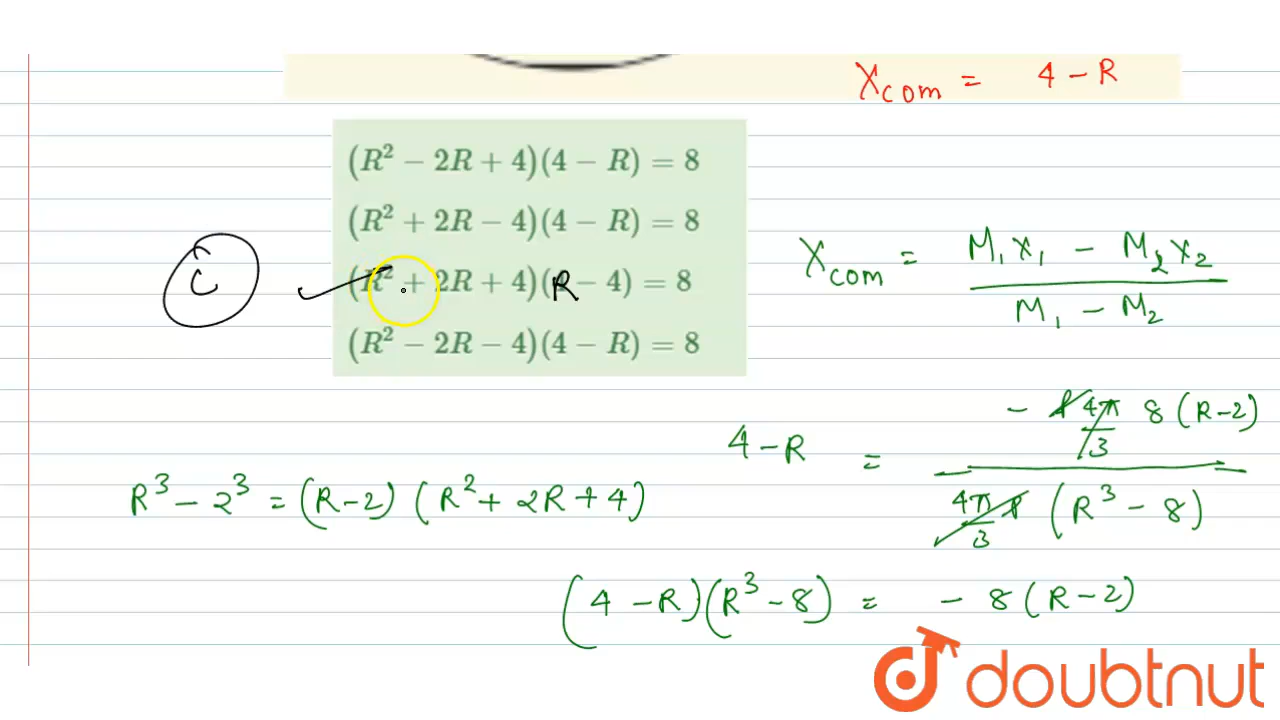 X_com = 4 - R
(R² − 2R + 4)(4 − R) = 8
(R² + 2R − 4)(4 − R) = 8
C (R² + 2R + 4)(R − 4) = 8
(R² − 2R − 4)(4 − R) = 8
X_com = (M₁X₁ - M₂X₂) / (M₁ - M₂)
4 - R = - ρ 4π/3 8 (R-2) / 4π/3 ρ (R³ - 8)
R³ - 2³ = (R-2) (R² + 2R + 4)
(4 - R)(R³ - 8) = - 8 (R-2)
doubtnut